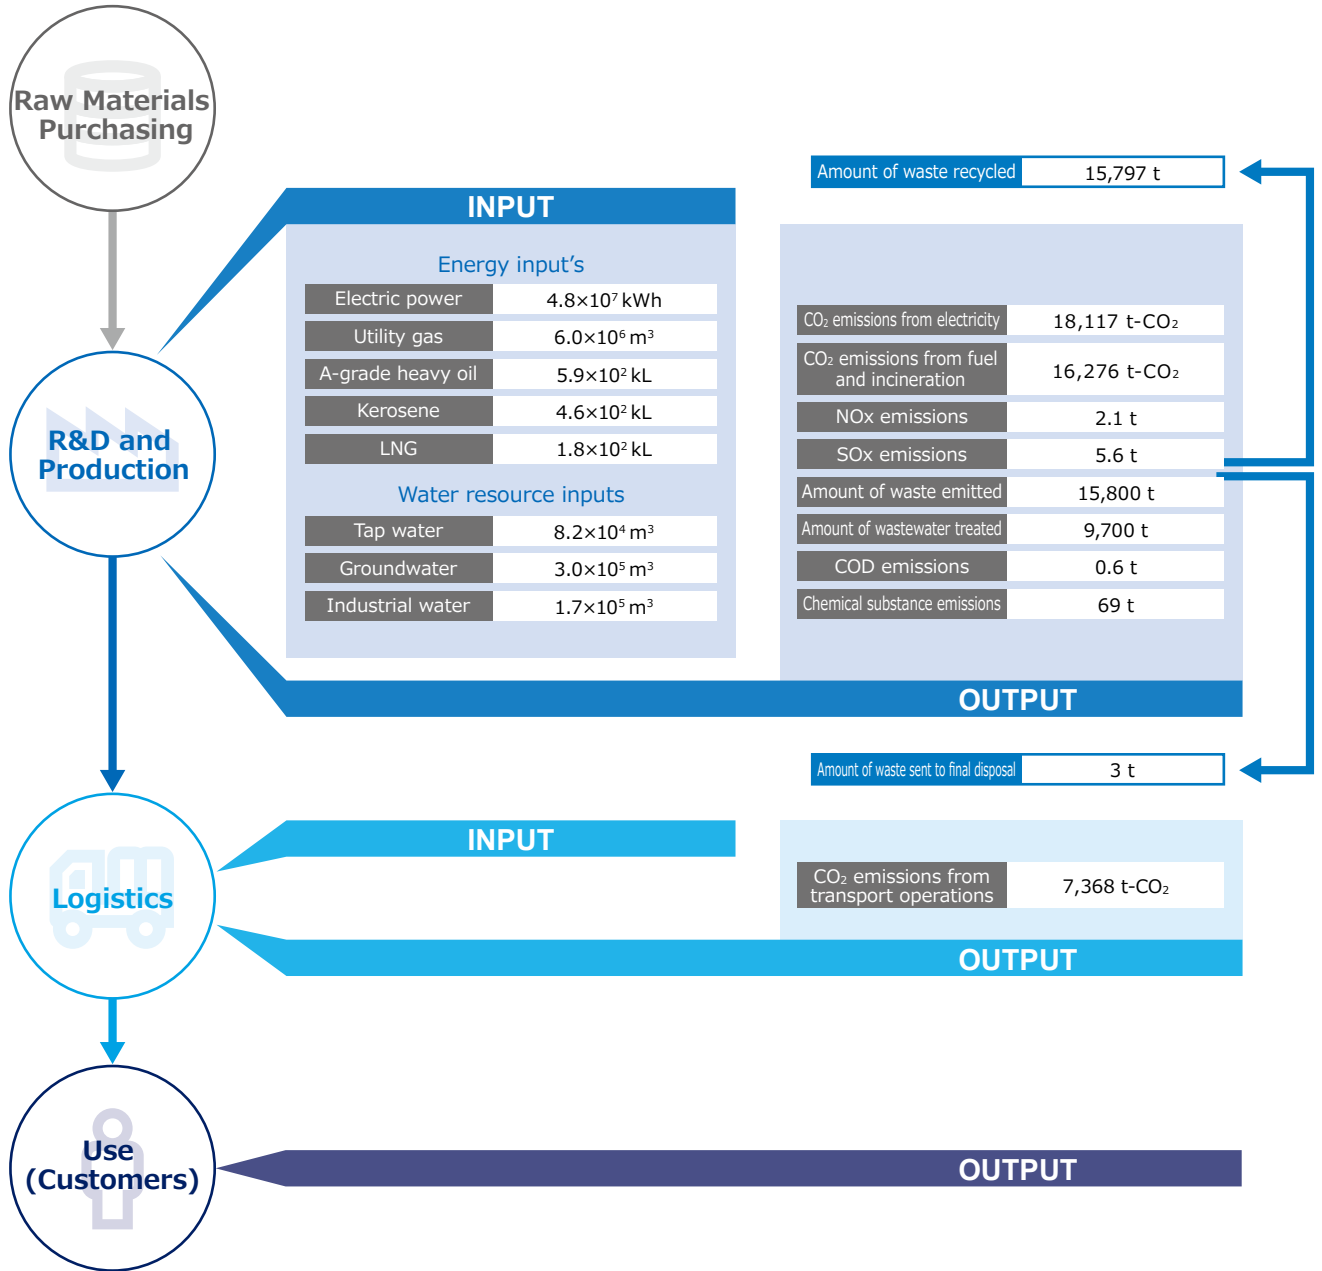 Raw Materials
Purchasing
Amount of waste recycled 15,797 t
INPUT
Energy input's
Electric power 4.8×10⁷ kWh
Utility gas 6.0×10⁶ m³
A-grade heavy oil 5.9×10² kL
Kerosene 4.6×10² kL
LNG 1.8×10² kL
Water resource inputs
Tap water 8.2×10⁴ m³
Groundwater 3.0×10⁵ m³
Industrial water 1.7×10⁵ m³
CO₂ emissions from electricity 18,117 t-CO₂
CO₂ emissions from fuel
and incineration 16,276 t-CO₂
NOx emissions 2.1 t
SOx emissions 5.6 t
Amount of waste emitted 15,800 t
Amount of wastewater treated 9,700 t
COD emissions 0.6 t
Chemical substance emissions 69 t
R&D and
Production
OUTPUT
Amount of waste sent to final disposal 3 t
INPUT
CO₂ emissions from
transport operations 7,368 t-CO₂
Logistics
OUTPUT
Use
(Customers)
OUTPUT